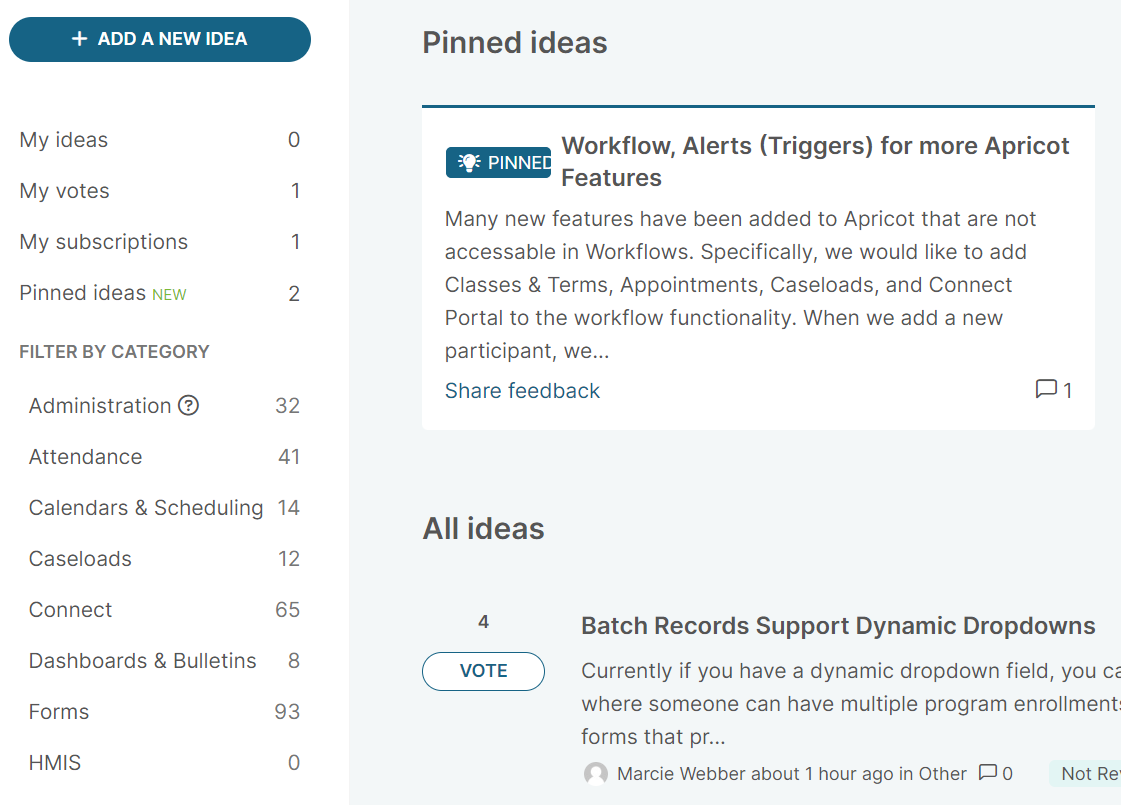 + ADD A NEW IDEA
My ideas 0
My votes 1
My subscriptions 1
Pinned ideas NEW 2
FILTER BY CATEGORY
Administration 32
Attendance 41
Calendars & Scheduling 14
Caseloads 12
Connect 65
Dashboards & Bulletins 8
Forms 93
HMIS 0
Pinned ideas
PINNED
Workflow, Alerts (Triggers) for more Apricot
Features
Many new features have been added to Apricot that are not
accessable in Workflows. Specifically, we would like to add
Classes & Terms, Appointments, Caseloads, and Connect
Portal to the workflow functionality. When we add a new
participant, we...
Share feedback 1
All ideas
4
VOTE
Batch Records Support Dynamic Dropdowns
Currently if you have a dynamic dropdown field, you
where someone can have multiple program enrollments
forms that pr...
Marcie Webber about 1 hour ago in Other 0
Not